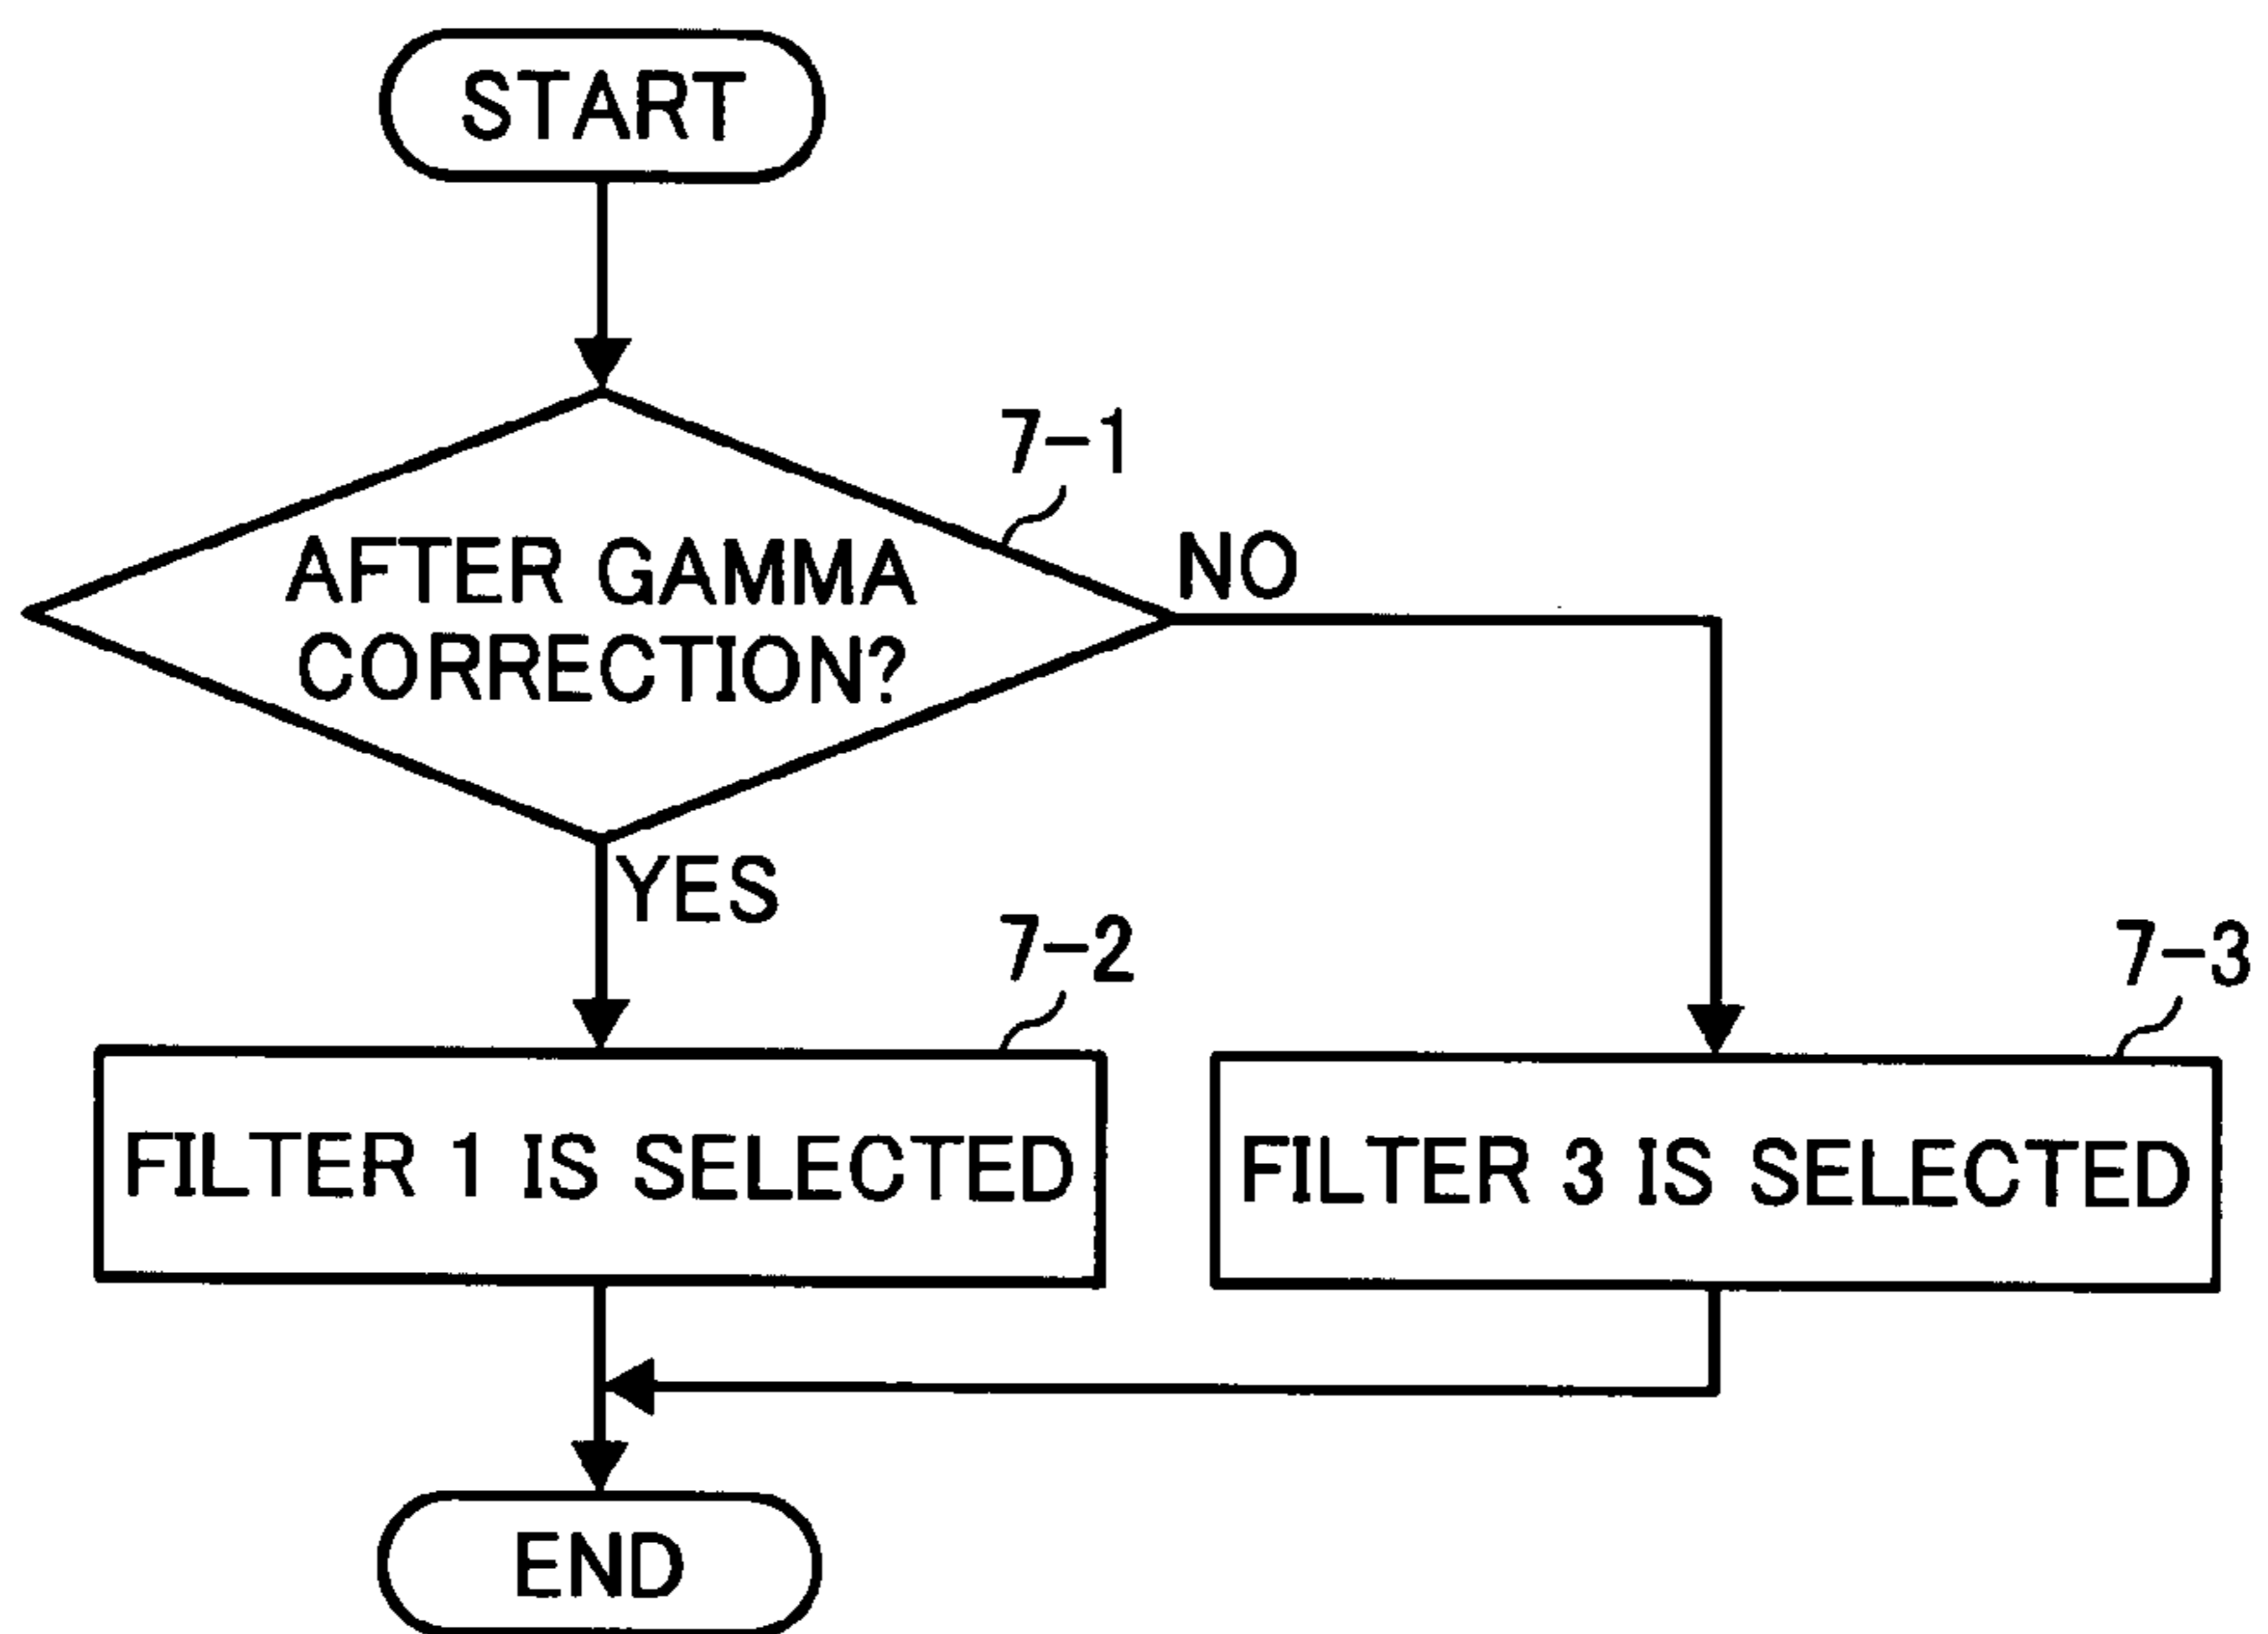 START
7-1
AFTER GAMMA
CORRECTION?
NO
YES
7-2
7-3
FILTER 1 IS SELECTED
FILTER 3 IS SELECTED
END